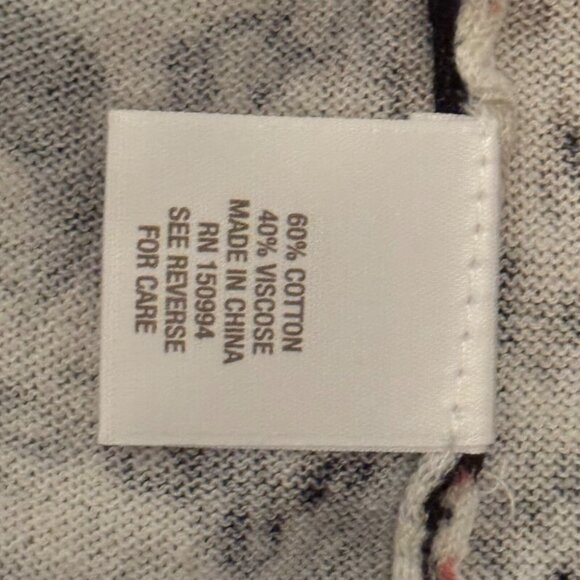 60% COTTON
40% VISCOSE
MADE IN CHINA
RN 150994
SEE REVERSE
FOR CARE